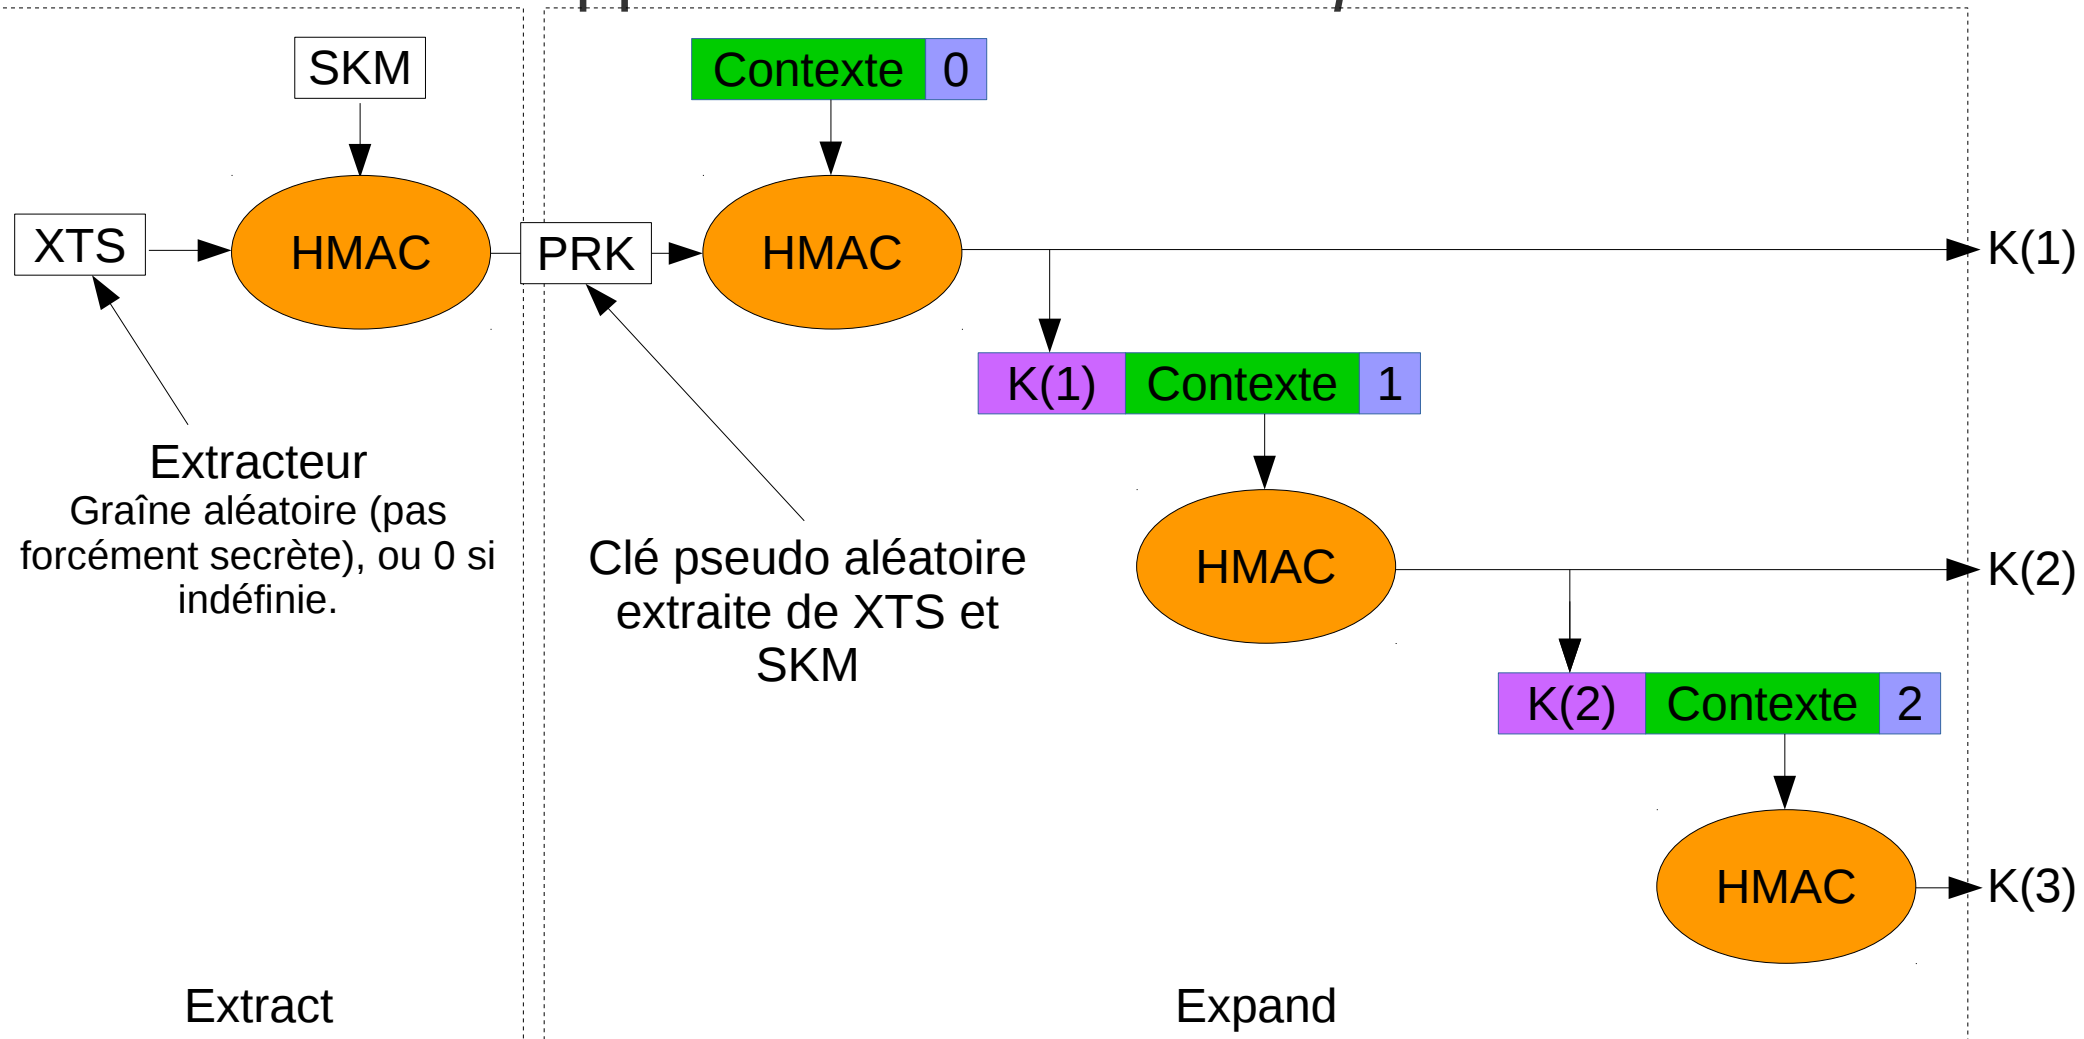 SKM
Contexte 0
XTS
HMAC
PRK
HMAC
K(1)
K(1) Contexte 1
Extracteur
Graîne aléatoire (pas
forcément secrète), ou 0 si
indéfinie.
Clé pseudo aléatoire
extraite de XTS et
SKM
HMAC
K(2)
K(2) Contexte 2
HMAC
K(3)
Extract
Expand